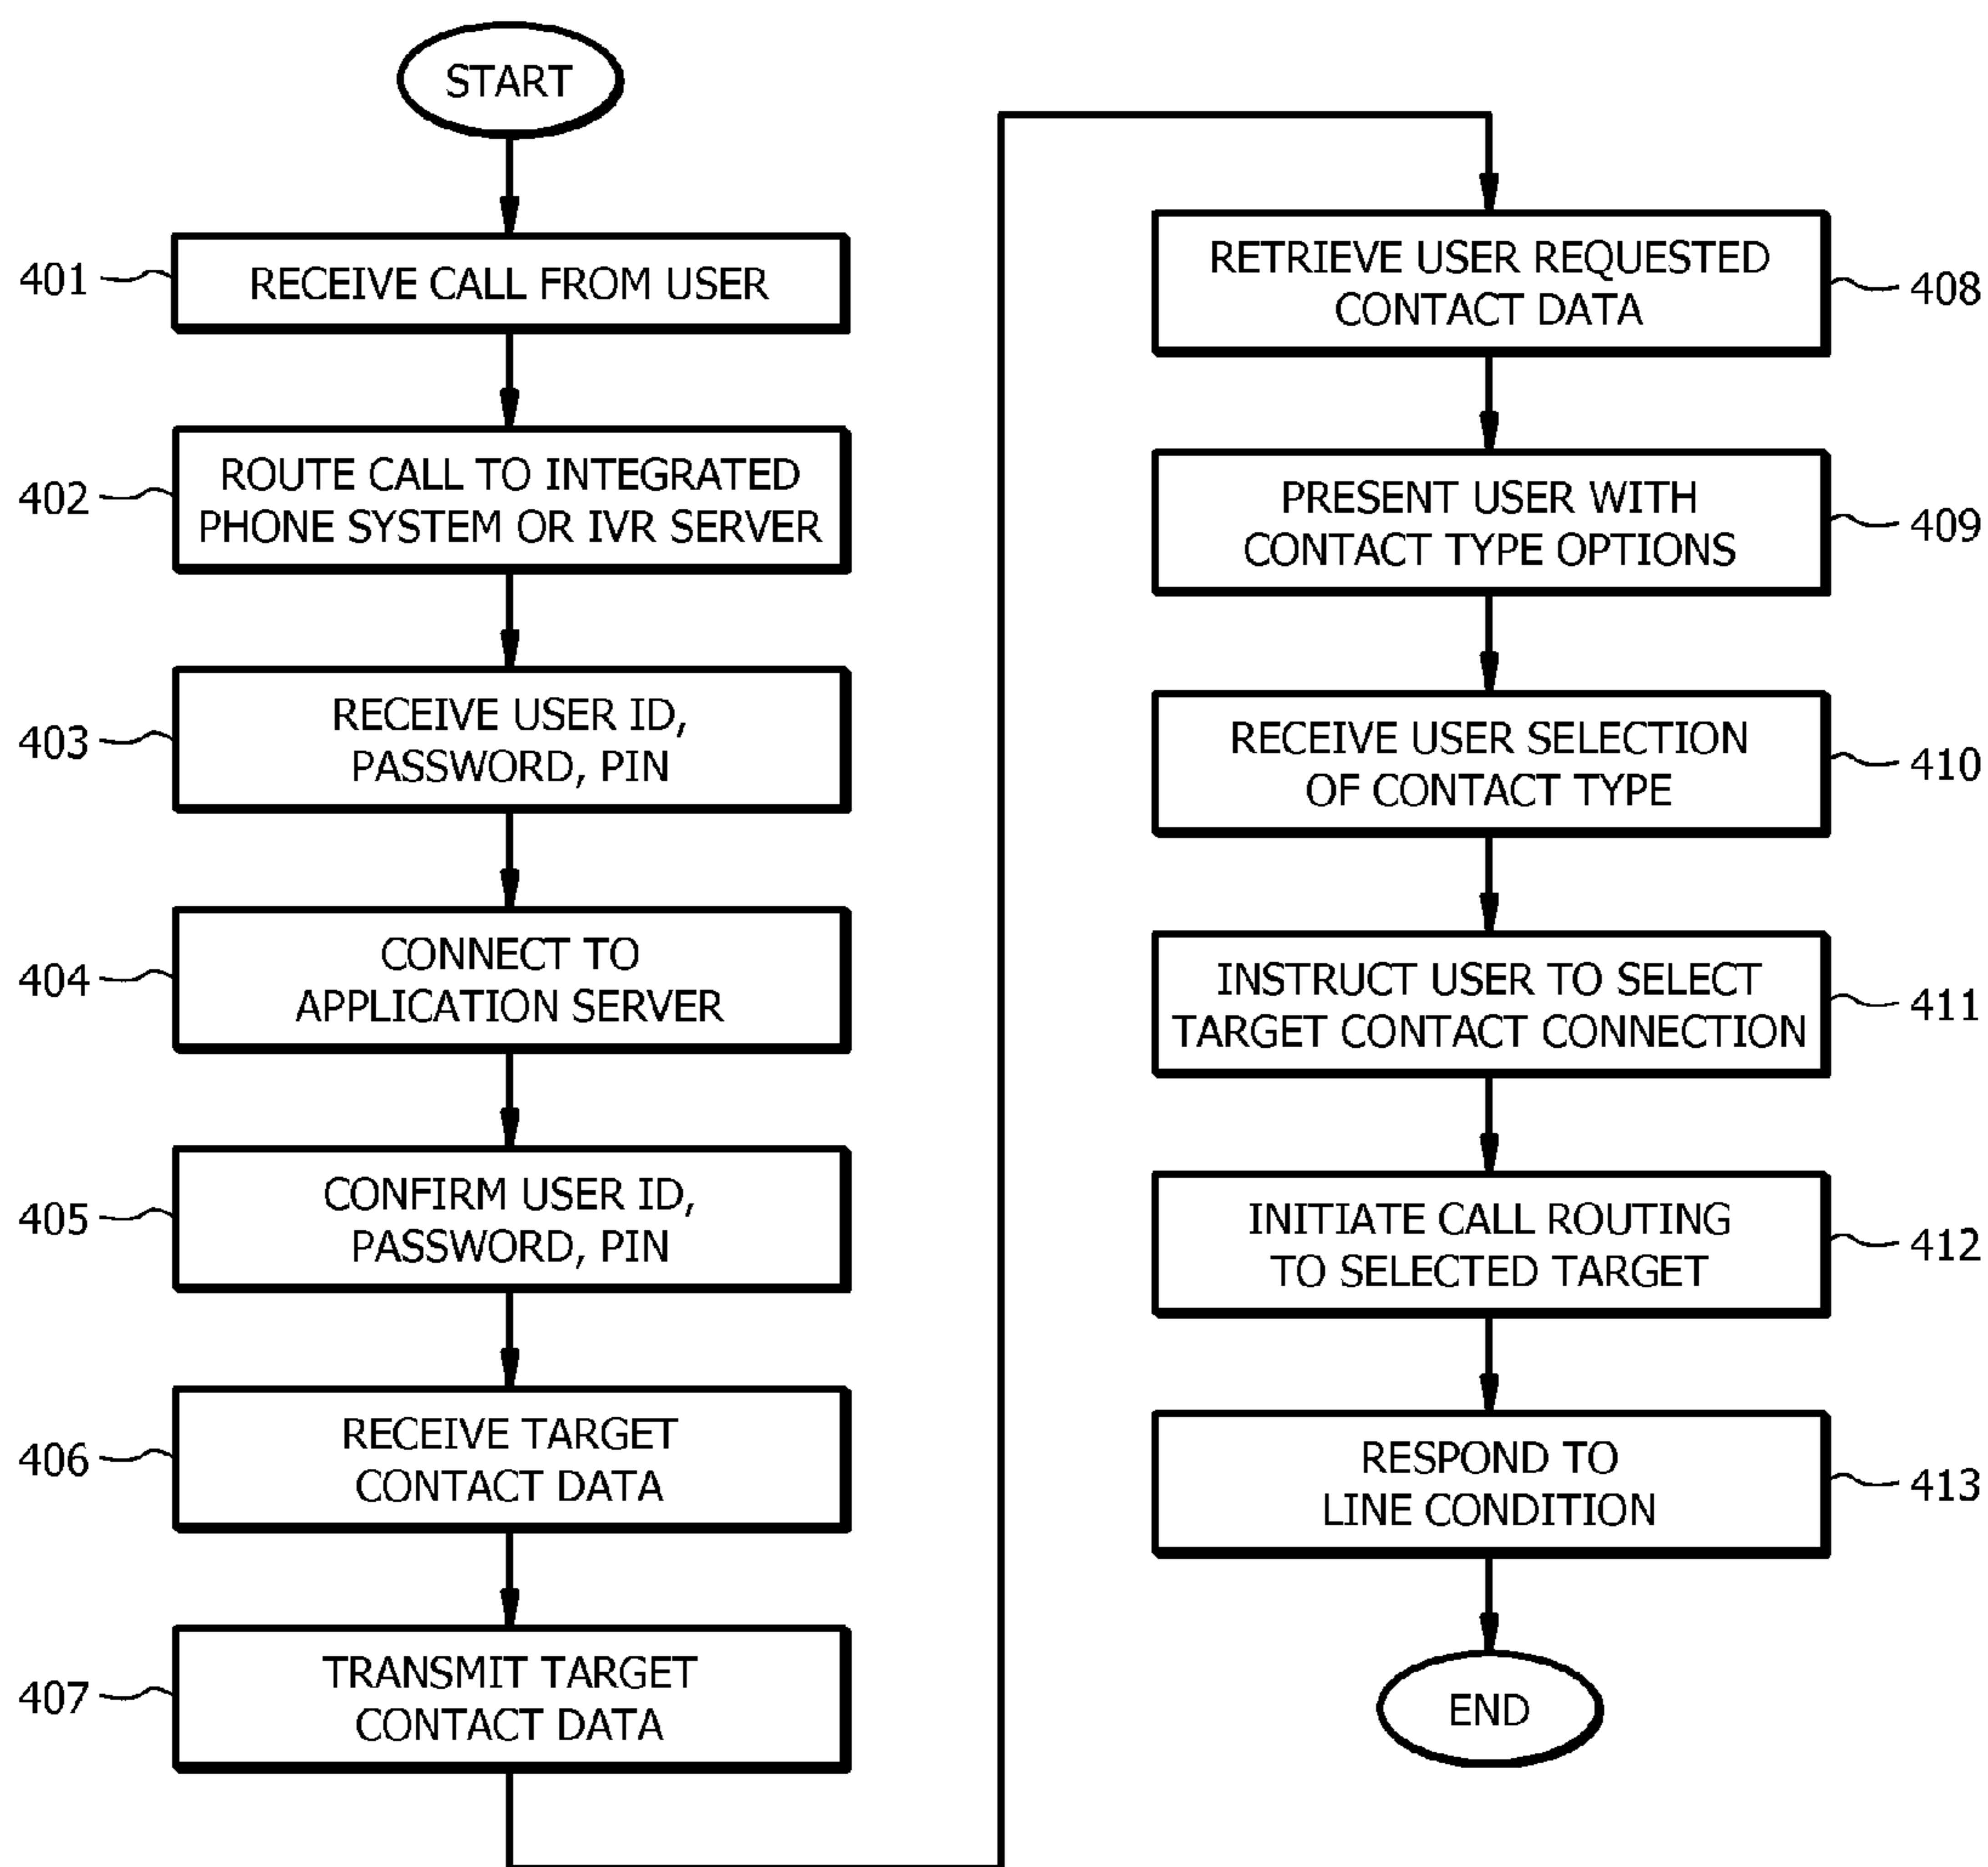 START
401
RECEIVE CALL FROM USER
402
ROUTE CALL TO INTEGRATED
PHONE SYSTEM OR IVR SERVER
403
RECEIVE USER ID,
PASSWORD, PIN
404
CONNECT TO
APPLICATION SERVER
405
CONFIRM USER ID,
PASSWORD, PIN
406
RECEIVE TARGET
CONTACT DATA
407
TRANSMIT TARGET
CONTACT DATA
RETRIEVE USER REQUESTED
CONTACT DATA
408
PRESENT USER WITH
CONTACT TYPE OPTIONS
409
RECEIVE USER SELECTION
OF CONTACT TYPE
410
INSTRUCT USER TO SELECT
TARGET CONTACT CONNECTION
411
INITIATE CALL ROUTING
TO SELECTED TARGET
412
RESPOND TO
LINE CONDITION
413
END